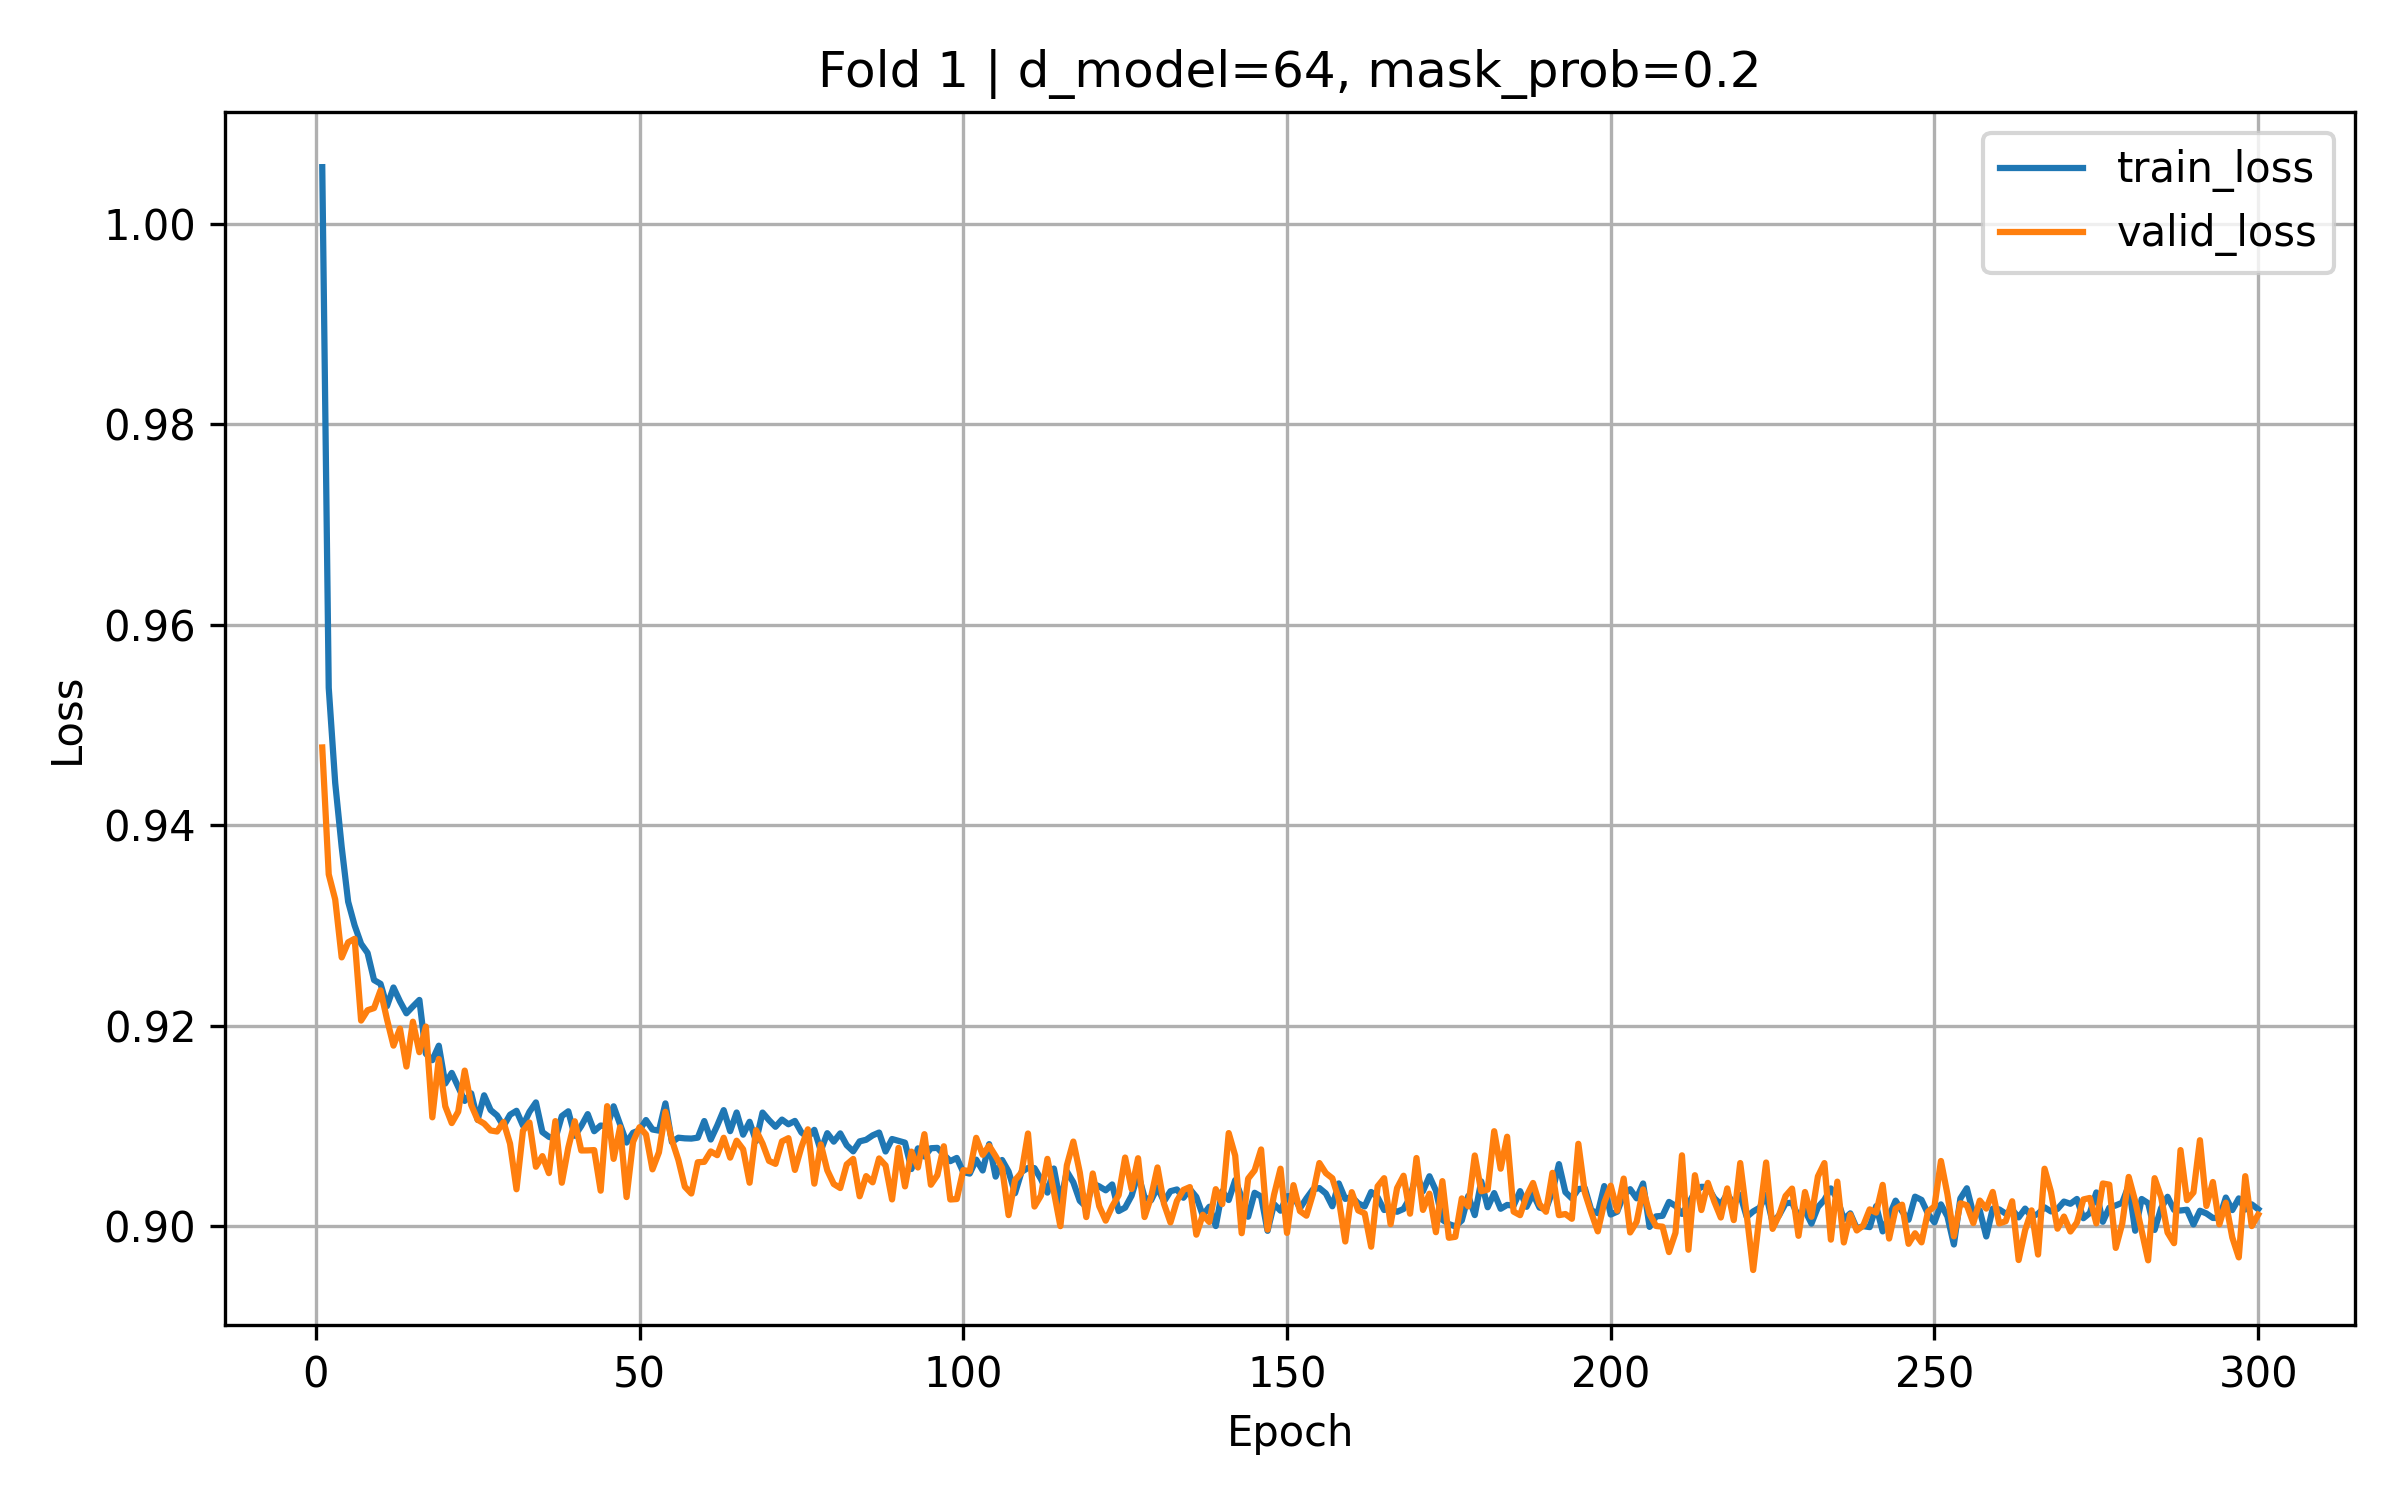 Fold 1 | d_model=64, mask_prob=0.2
train_loss
valid_loss
1.00
0.98
0.96
0.94
0.92
0.90
Loss
0 50 100 150 200 250 300
Epoch